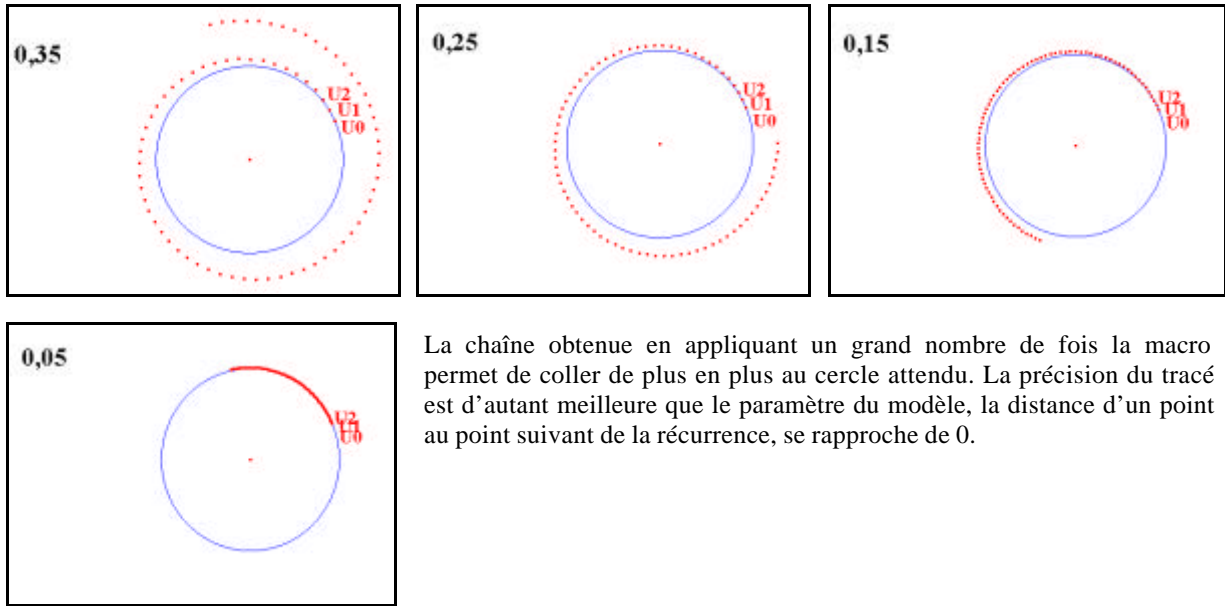 0,35
U2
U1
U0
0,25
U2
U1
U0
0,15
U2
U1
U0
0,05
U2
U1
U0
La chaîne obtenue en appliquant un grand nombre de fois la macro
permet de coller de plus en plus au cercle attendu. La précision du tracé
est d’autant meilleure que le paramètre du modèle, la distance d’un point
au point suivant de la récurrence, se rapproche de 0.